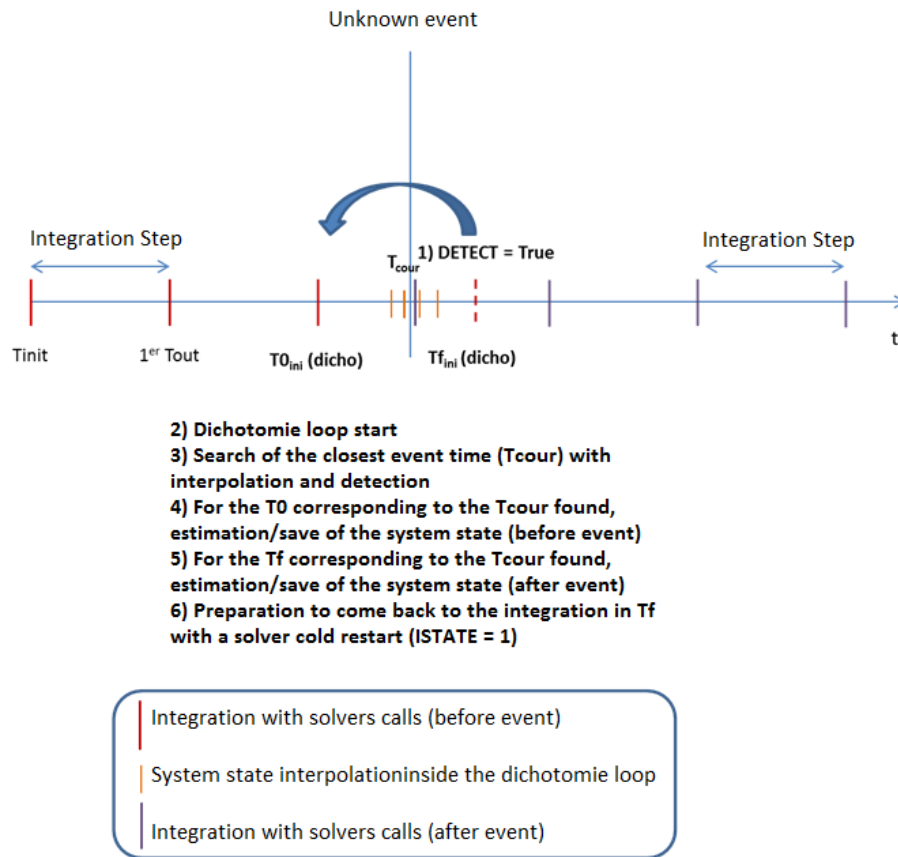 Unknown event
Integration Step
Integration Step
1) DETECT = True
Tcour
Tinit
1er Tout
T0ini (dicho)
Tfini (dicho)
t
2) Dichotomie loop start
3) Search of the closest event time (Tcour) with
interpolation and detection
4) For the T0 corresponding to the Tcour found,
estimation/save of the system state (before event)
5) For the Tf corresponding to the Tcour found,
estimation/save of the system state (after event)
6) Preparation to come back to the integration in Tf
with a solver cold restart (ISTATE = 1)
Integration with solvers calls (before event)
System state interpolationinside the dichotomie loop
Integration with solvers calls (after event)